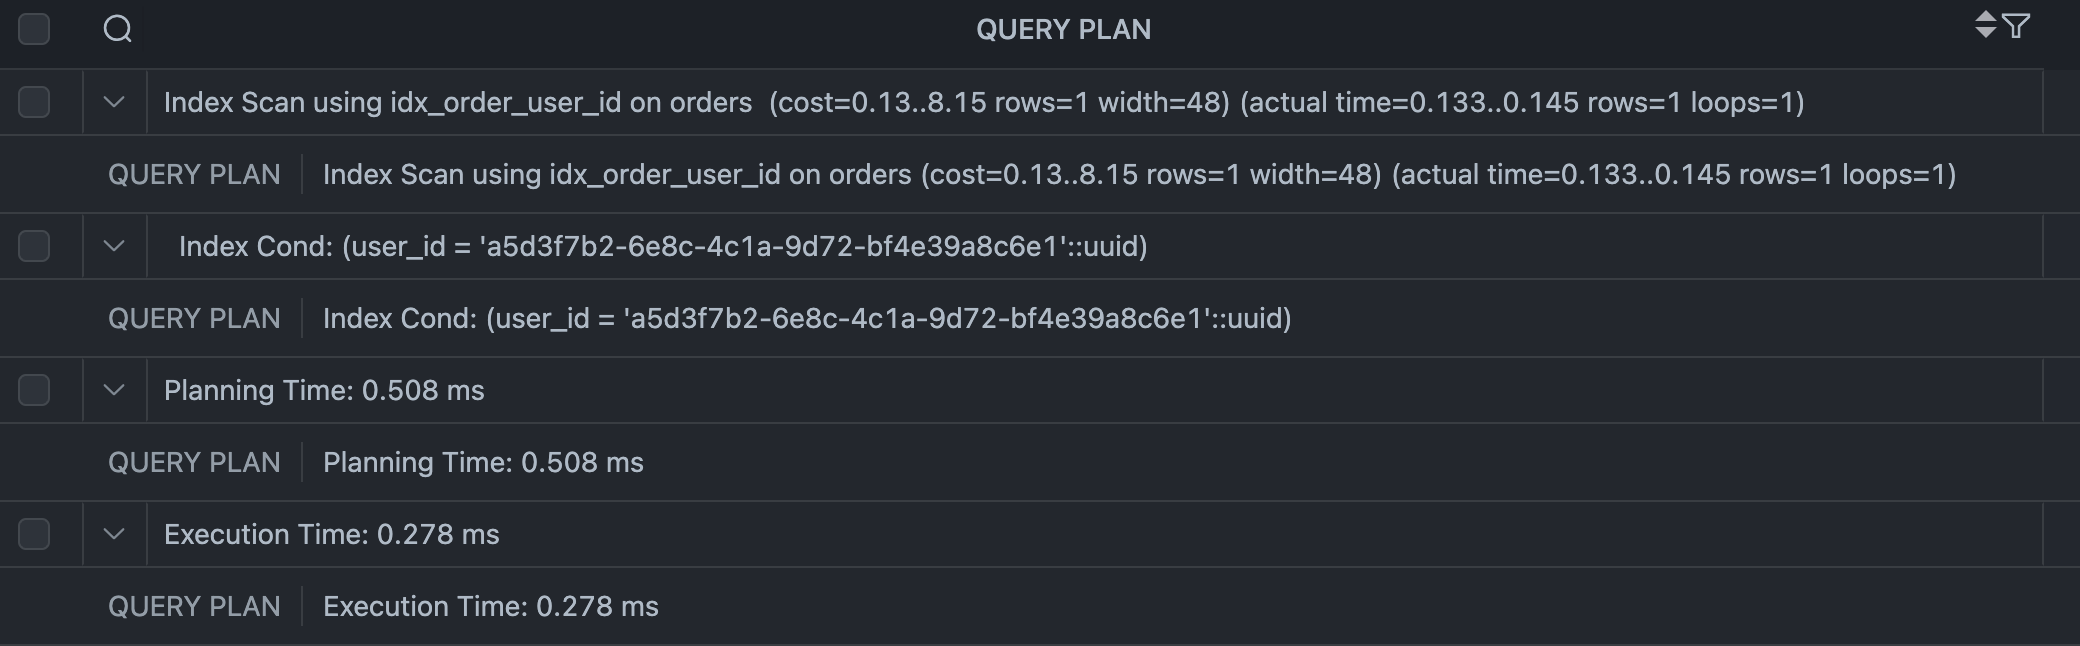 QUERY PLAN
Index Scan using idx_order_user_id on orders  (cost=0.13..8.15 rows=1 width=48) (actual time=0.133..0.145 rows=1 loops=1)
QUERY PLAN Index Scan using idx_order_user_id on orders (cost=0.13..8.15 rows=1 width=48) (actual time=0.133..0.145 rows=1 loops=1)
Index Cond: (user_id = 'a5d3f7b2-6e8c-4c1a-9d72-bf4e39a8c6e1'::uuid)
QUERY PLAN Index Cond: (user_id = 'a5d3f7b2-6e8c-4c1a-9d72-bf4e39a8c6e1'::uuid)
Planning Time: 0.508 ms
QUERY PLAN Planning Time: 0.508 ms
Execution Time: 0.278 ms
QUERY PLAN Execution Time: 0.278 ms